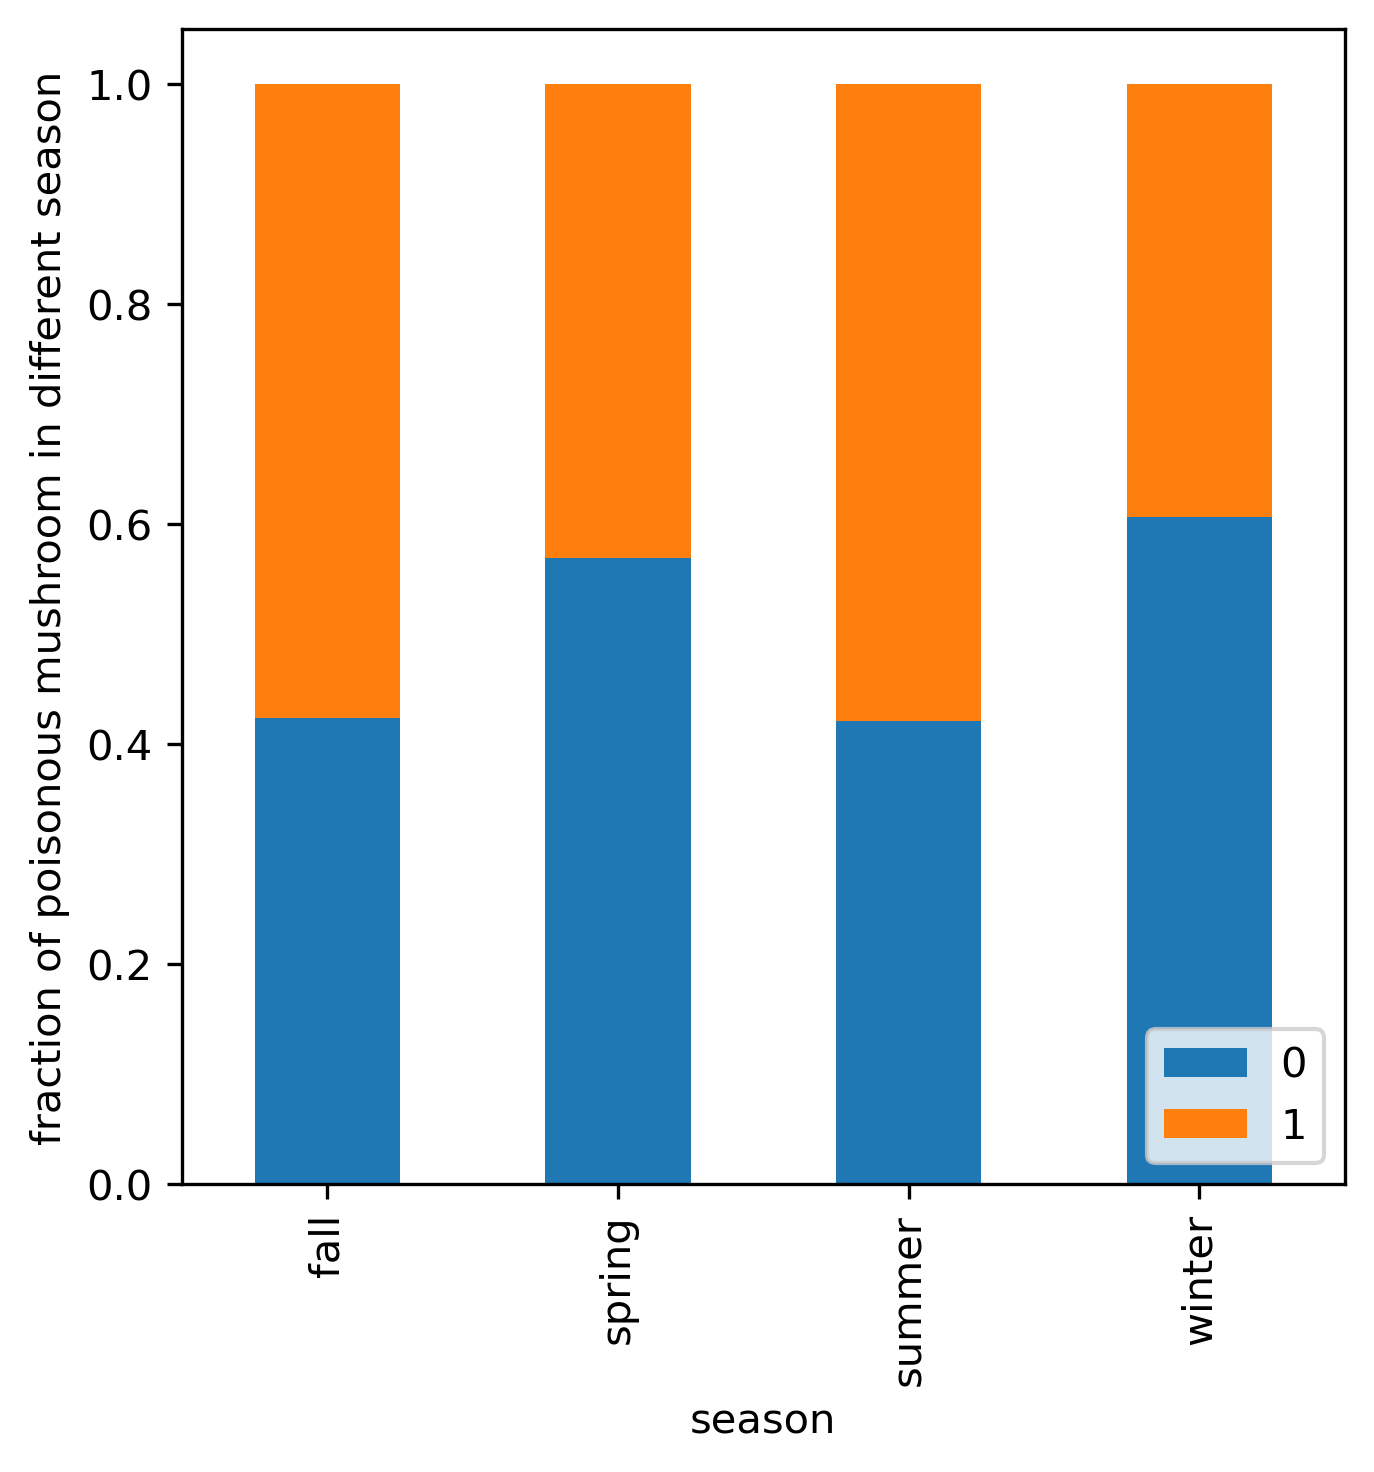 fraction of poisonous mushroom in different season
1.0
0.8
0.6
0.4
0.2
0.0
0
1
fall
spring
summer
winter
season